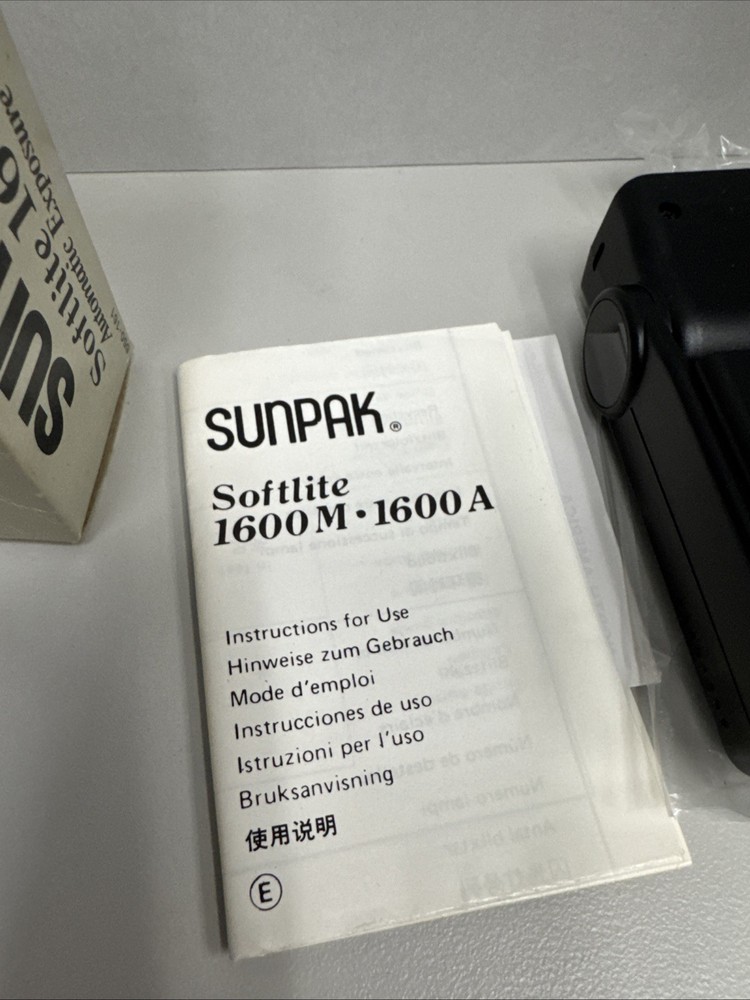 SUNPAK®
Softlite
1600M•1600A
Instructions for Use
Hinweise zum Gebrauch
Mode d'emploi
Instrucciones de uso
Istruzioni per l'uso
Bruksanvisning
使用说明
E
SUN
Softlite 16
Automatic Exposure